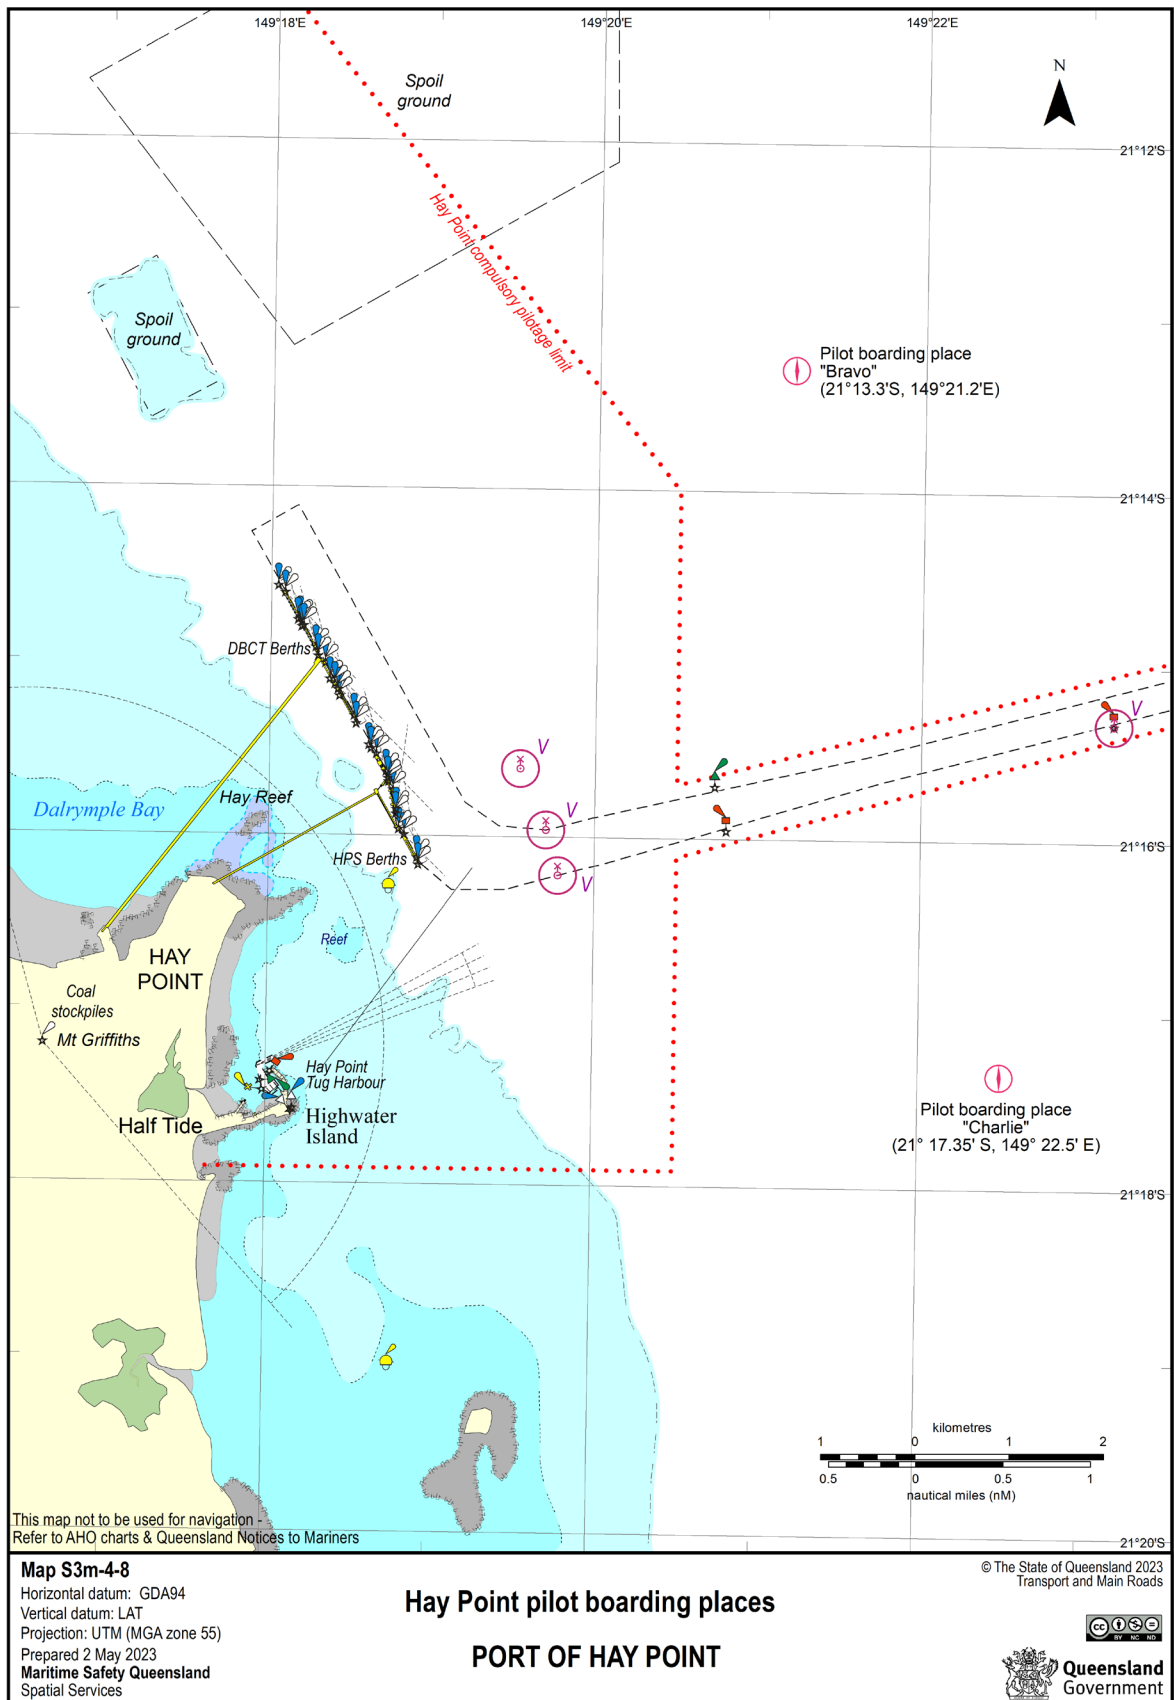 149°18'E
149°20'E
149°22'E
N
Spoil
ground
21°12'S
Hay Point compulsory pilotage limit
Spoil
ground
Pilot boarding place
"Bravo"
(21°13.3'S, 149°21.2'E)
21°14'S
DBCT Berths
V
V
Hay Reef
Dalrymple Bay
V
21°16'S
HPS Berths
V
Reef
HAY
POINT
Coal
stockpiles
Mt Griffiths
Hay Point
Tug Harbour
Highwater
Island
Half Tide
Pilot boarding place
"Charlie"
(21° 17.35' S, 149° 22.5' E)
21°18'S
kilometres
1 0 1 2
0.5 0 0.5 1
nautical miles (nM)
This map not to be used for navigation -
Refer to AHO charts & Queensland Notices to Mariners
21°20'S
Map S3m-4-8
Horizontal datum: GDA94
Vertical datum: LAT
Projection: UTM (MGA zone 55)
Prepared 2 May 2023
Maritime Safety Queensland
Spatial Services
Hay Point pilot boarding places
PORT OF HAY POINT
© The State of Queensland 2023
Transport and Main Roads
cc
BY NC ND
Queensland
Government